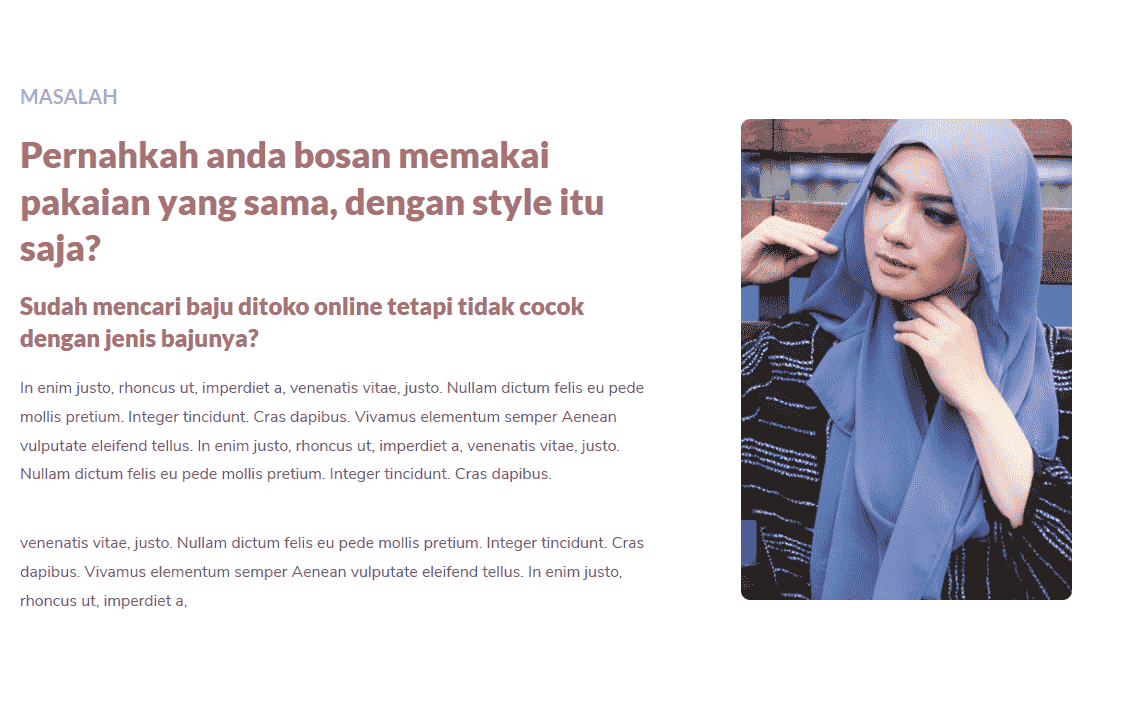 MASALAH
Pernahkah anda bosan memakai
pakaian yang sama, dengan style itu
saja?
Sudah mencari baju ditoko online tetapi tidak cocok
dengan jenis bajunya?
In enim justo, rhoncus ut, imperdiet a, venenatis vitae, justo. Nullam dictum felis eu pede
mollis pretium. Integer tincidunt. Cras dapibus. Vivamus elementum semper Aenean
vulputate eleifend tellus. In enim justo, rhoncus ut, imperdiet a, venenatis vitae, justo.
Nullam dictum felis eu pede mollis pretium. Integer tincidunt. Cras dapibus.
venenatis vitae, justo. Nullam dictum felis eu pede mollis pretium. Integer tincidunt. Cras
dapibus. Vivamus elementum semper Aenean vulputate eleifend tellus. In enim justo,
rhoncus ut, imperdiet a,